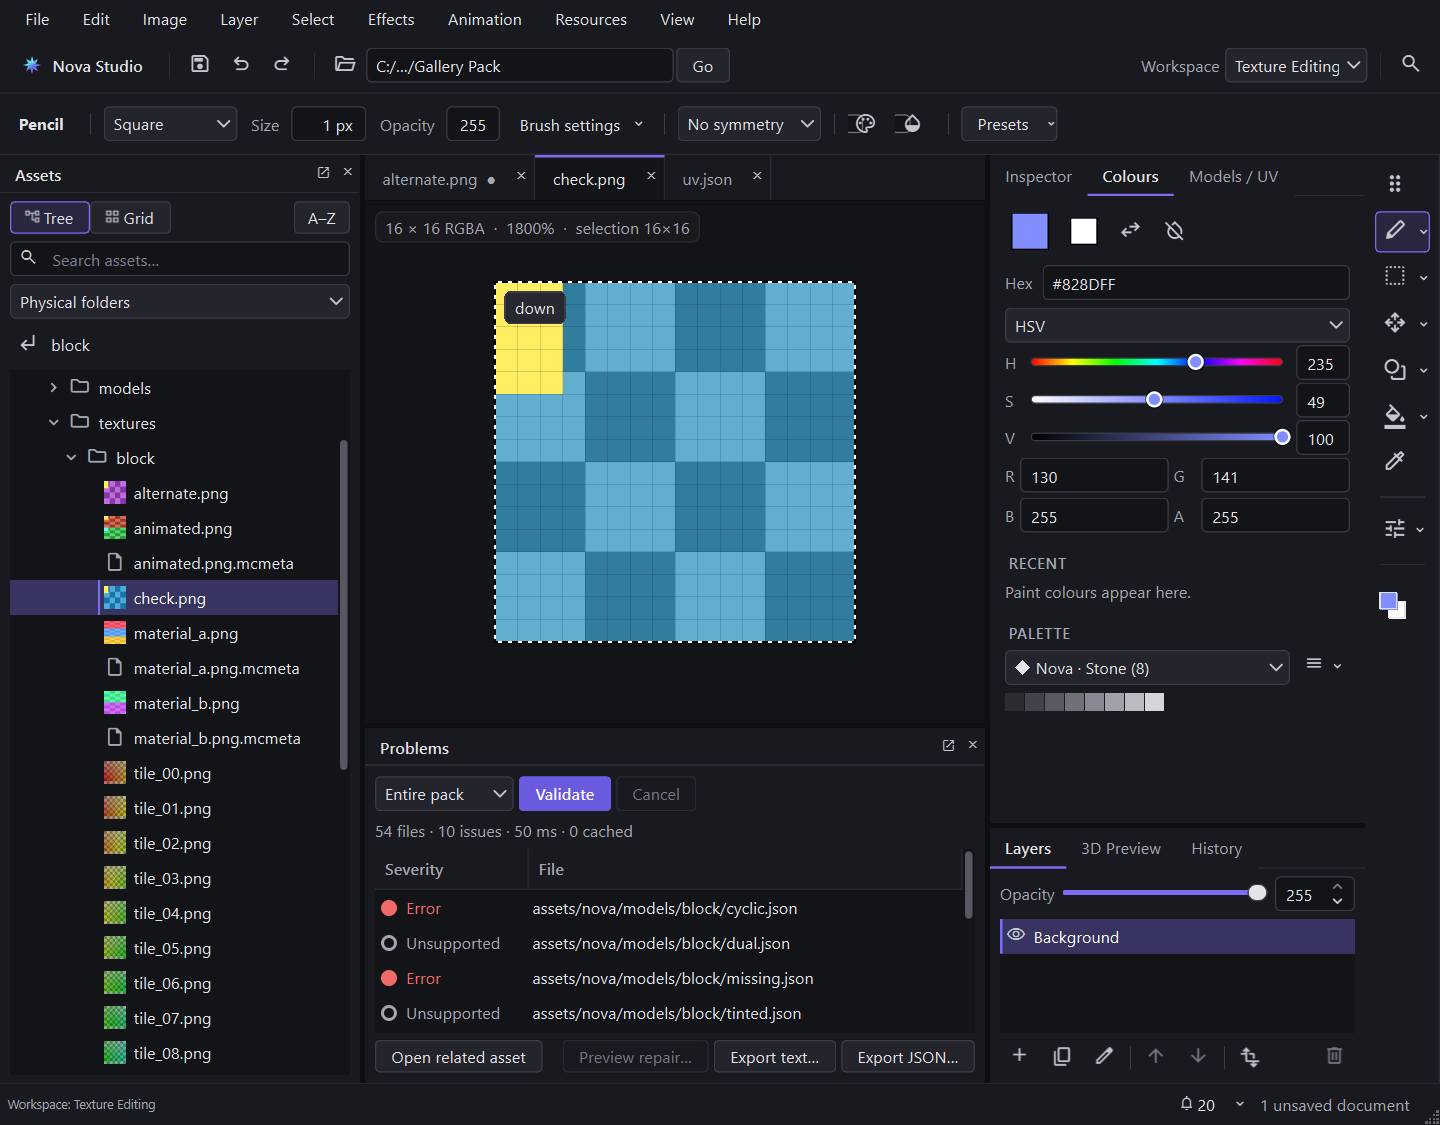 File Edit Image Layer Select Effects Animation Resources View Help
Nova Studio C:/.../Gallery Pack Go Workspace Texture Editing
Pencil Square Size 1 px Opacity 255 Brush settings No symmetry Presets
Assets
Tree Grid A–Z
Search assets...
Physical folders
block
models
textures
block
alternate.png
animated.png
animated.png.mcmeta
check.png
material_a.png
material_a.png.mcmeta
material_b.png
material_b.png.mcmeta
tile_00.png
tile_01.png
tile_02.png
tile_03.png
tile_04.png
tile_05.png
tile_06.png
tile_07.png
tile_08.png
alternate.png check.png uv.json
16 × 16 RGBA · 1800% · selection 16×16
down
Problems
Entire pack Validate Cancel
54 files · 10 issues · 50 ms · 0 cached
Severity File
Error assets/nova/models/block/cyclic.json
Unsupported assets/nova/models/block/dual.json
Error assets/nova/models/block/missing.json
Unsupported assets/nova/models/block/tinted.json
Open related asset Preview repair... Export text... Export JSON...
Inspector Colours Models / UV
Hex #828DFF
HSV
H 235
S 49
V 100
R 130 G 141
B 255 A 255
RECENT
Paint colours appear here.
PALETTE
Nova · Stone (8)
Layers 3D Preview History
Opacity 255
Background
Workspace: Texture Editing 20 1 unsaved document